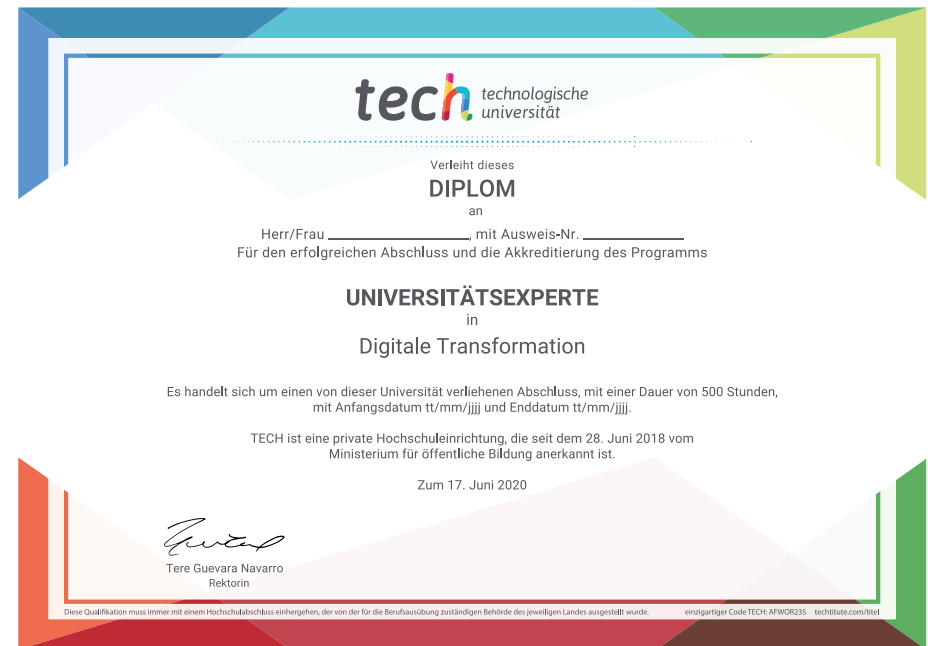 tech technologische
universität
Verleiht dieses
DIPLOM
an
Herr/Frau ____________________, mit Ausweis-Nr. ______________
Für den erfolgreichen Abschluss und die Akkreditierung des Programms
UNIVERSITÄTSEXPERTE
in
Digitale Transformation
Es handelt sich um einen von dieser Universität verliehenen Abschluss, mit einer Dauer von 500 Stunden,
mit Anfangsdatum tt/mm/jjjj und Enddatum tt/mm/jjjj.
TECH ist eine private Hochschuleinrichtung, die seit dem 28. Juni 2018 vom
Ministerium für öffentliche Bildung anerkannt ist.
Zum 17. Juni 2020
Tere Guevara Navarro
Rektorin
Diese Qualifikation muss immer mit einem Hochschulabschluss einhergehen, der von der für die Berufsausübung zuständigen Behörde des jeweiligen Landes ausgestellt wurde. einzigartiger Code TECH: AFWOR23S techtitute.com/titel